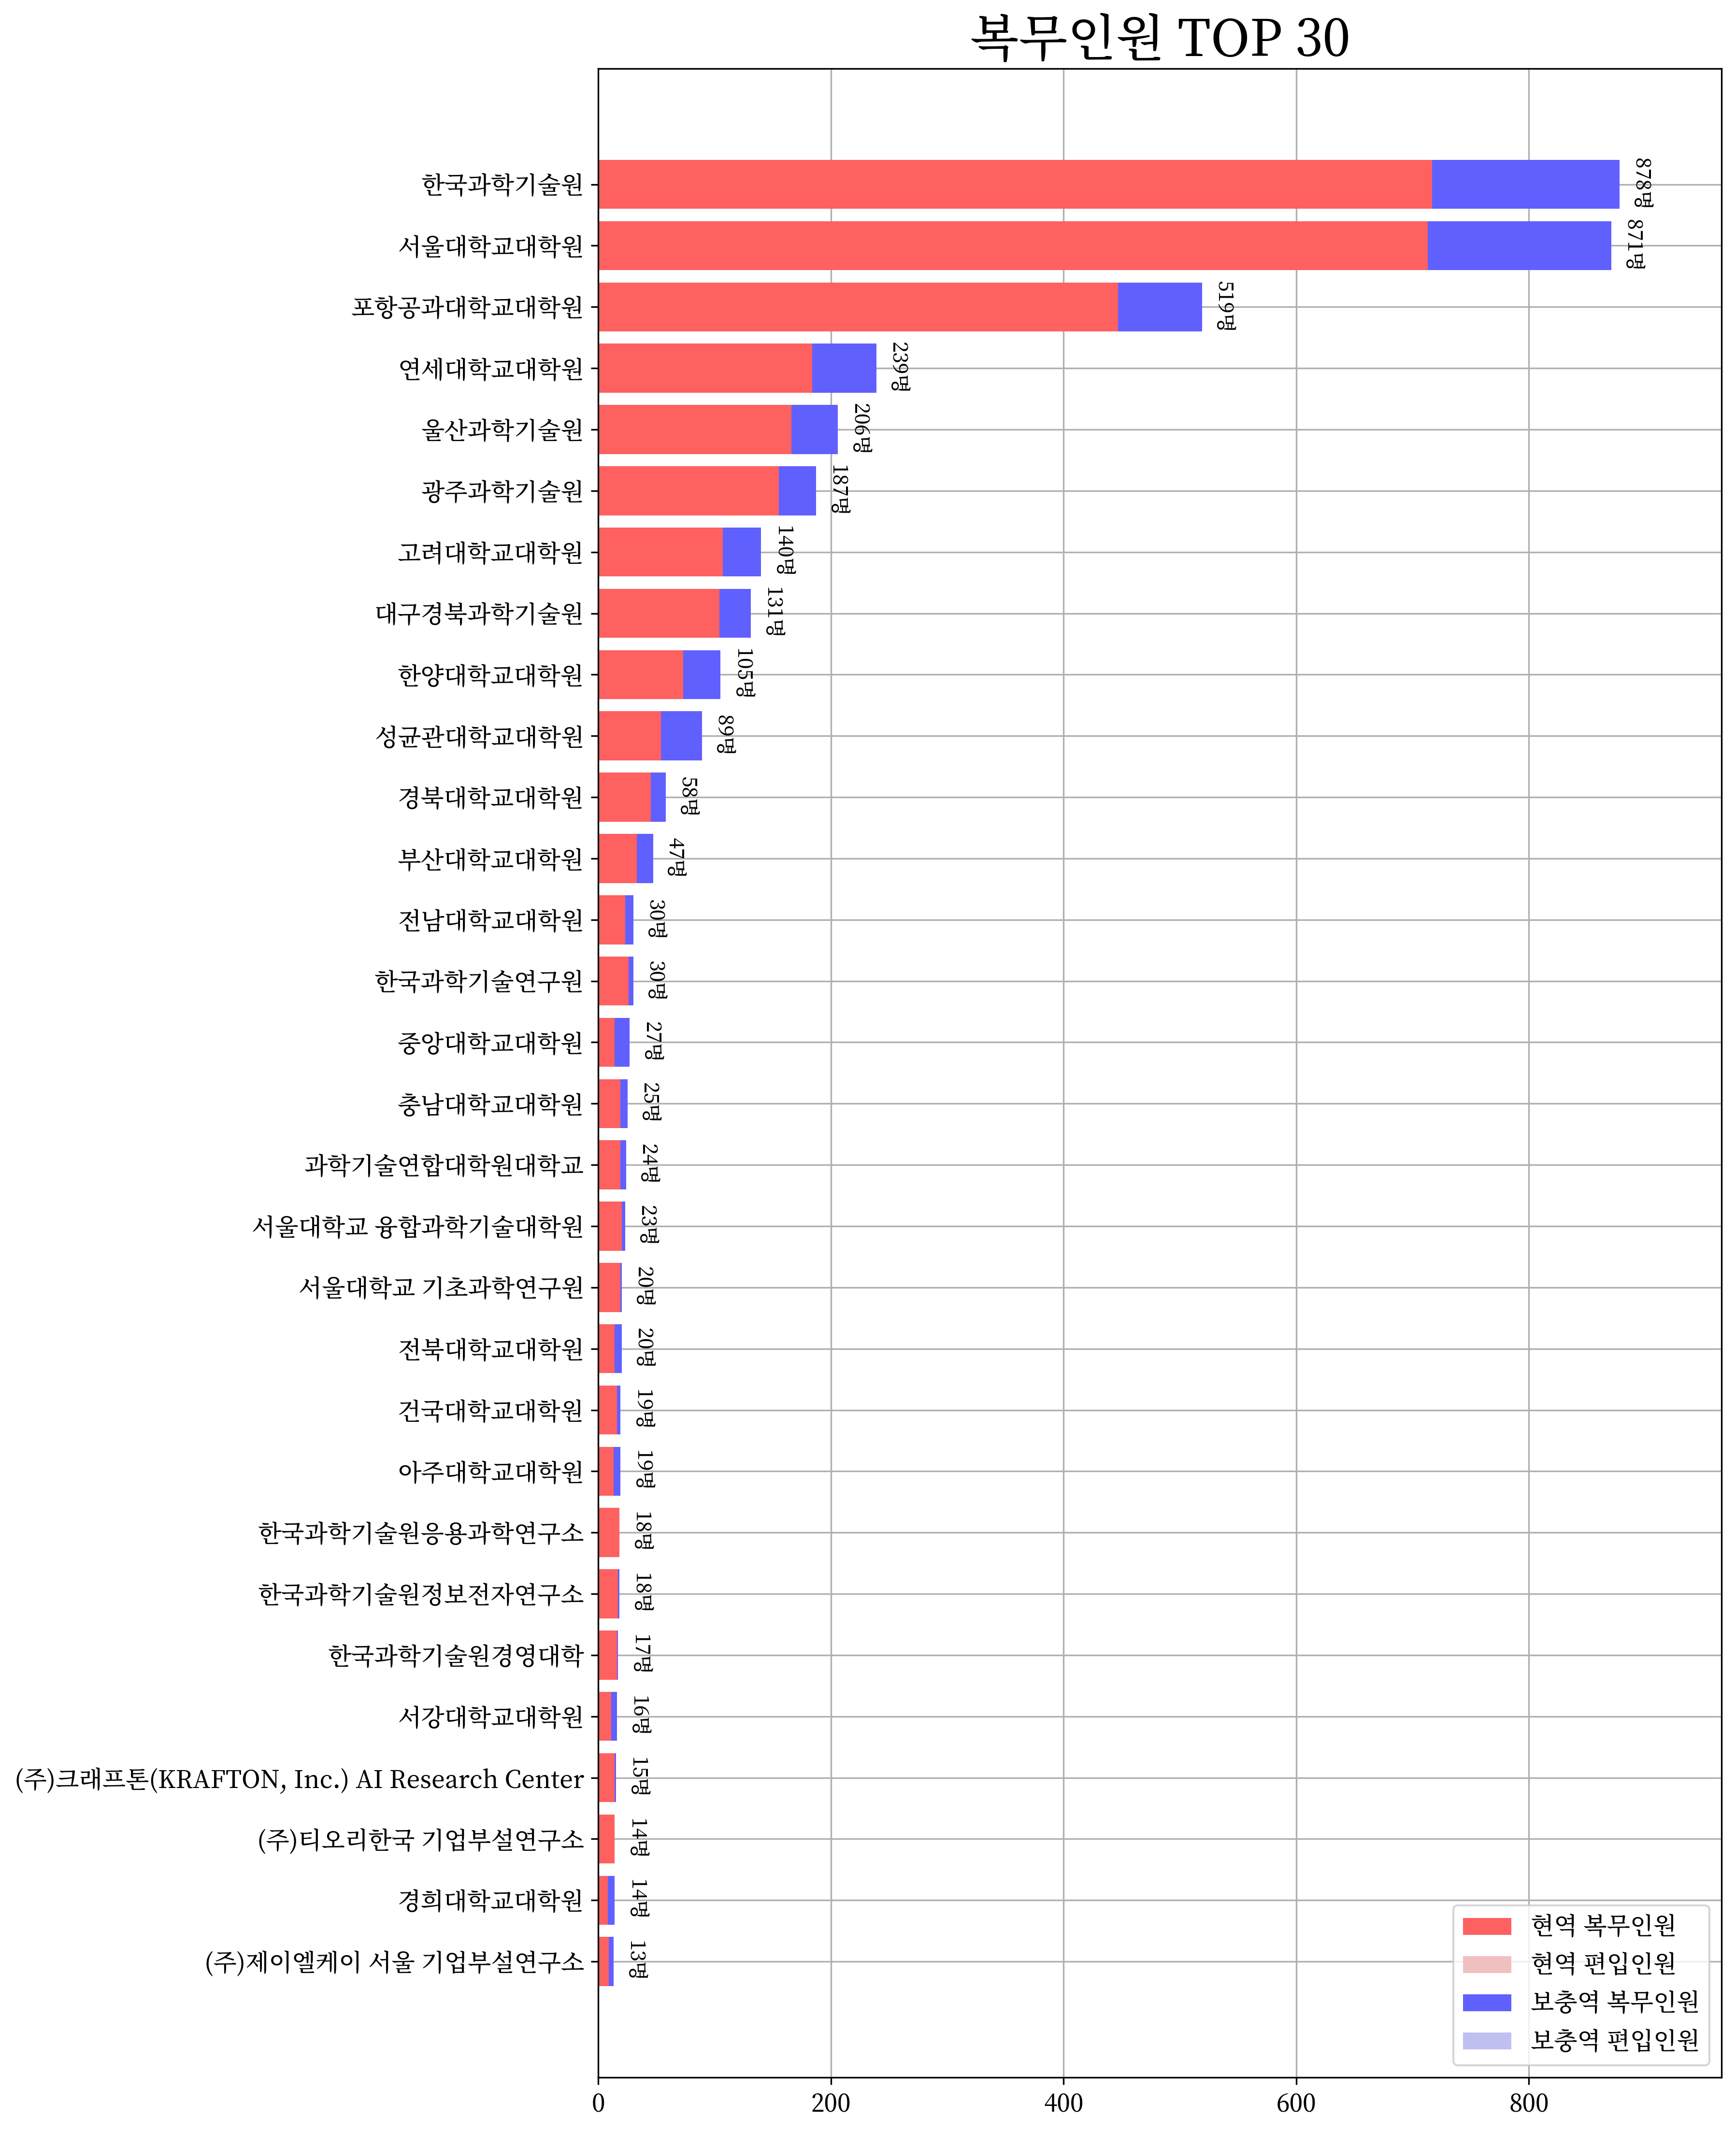 복무인원 TOP 30
한국과학기술원 878명
서울대학교대학원 871명
포항공과대학교대학원 519명
연세대학교대학원 239명
울산과학기술원 206명
광주과학기술원 187명
고려대학교대학원 140명
대구경북과학기술원 131명
한양대학교대학원 105명
성균관대학교대학원 89명
경북대학교대학원 58명
부산대학교대학원 47명
전남대학교대학원 30명
한국과학기술연구원 30명
중앙대학교대학원 27명
충남대학교대학원 25명
과학기술연합대학원대학교 24명
서울대학교 융합과학기술대학원 23명
서울대학교 기초과학연구원 20명
전북대학교대학원 20명
건국대학교대학원 19명
아주대학교대학원 19명
한국과학기술원응용과학연구소 18명
한국과학기술원정보전자연구소 18명
한국과학기술원경영대학 17명
서강대학교대학원 16명
(주)크래프톤(KRAFTON, Inc.) AI Research Center 15명
(주)티오리한국 기업부설연구소 14명
경희대학교대학원 14명
(주)제이엘케이 서울 기업부설연구소 13명
현역 복무인원
현역 편입인원
보충역 복무인원
보충역 편입인원
0 200 400 600 800